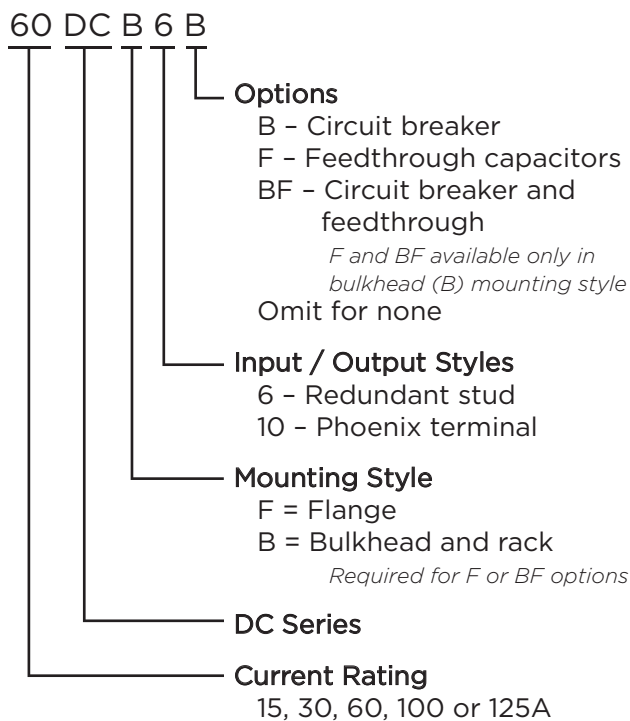 60 DC B 6 B
Options
B – Circuit breaker
F – Feedthrough capacitors
BF – Circuit breaker and
feedthrough
F and BF available only in
bulkhead (B) mounting style
Omit for none
Input / Output Styles
6 – Redundant stud
10 – Phoenix terminal
Mounting Style
F = Flange
B = Bulkhead and rack
Required for F or BF options
DC Series
Current Rating
15, 30, 60, 100 or 125A